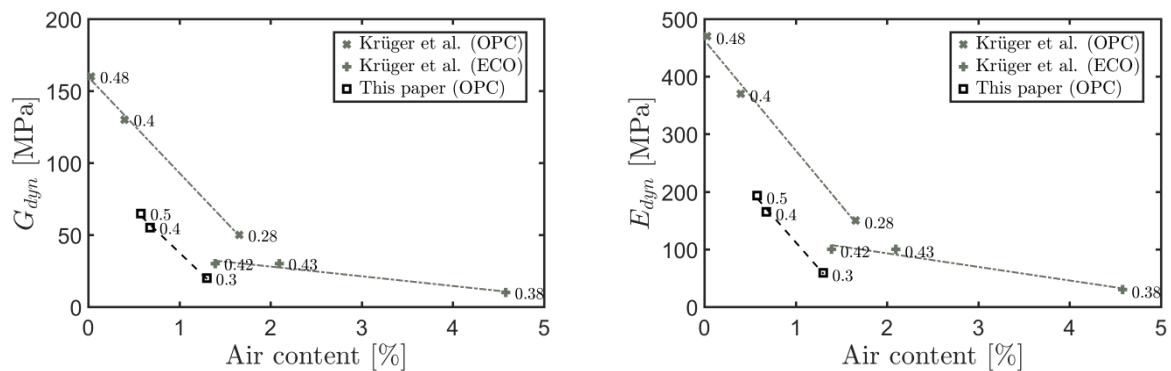 200
150
100
50
0
G_dyn [MPa]
0 1 2 3 4 5
Air content [%]
Krüger et al. (OPC)
Krüger et al. (ECO)
This paper (OPC)
0.48
0.4
0.28
0.5
0.4
0.3
0.42
0.43
0.38
500
400
300
200
100
0
E_dyn [MPa]
0 1 2 3 4 5
Air content [%]
Krüger et al. (OPC)
Krüger et al. (ECO)
This paper (OPC)
0.48
0.4
0.28
0.5
0.4
0.3
0.42
0.43
0.38